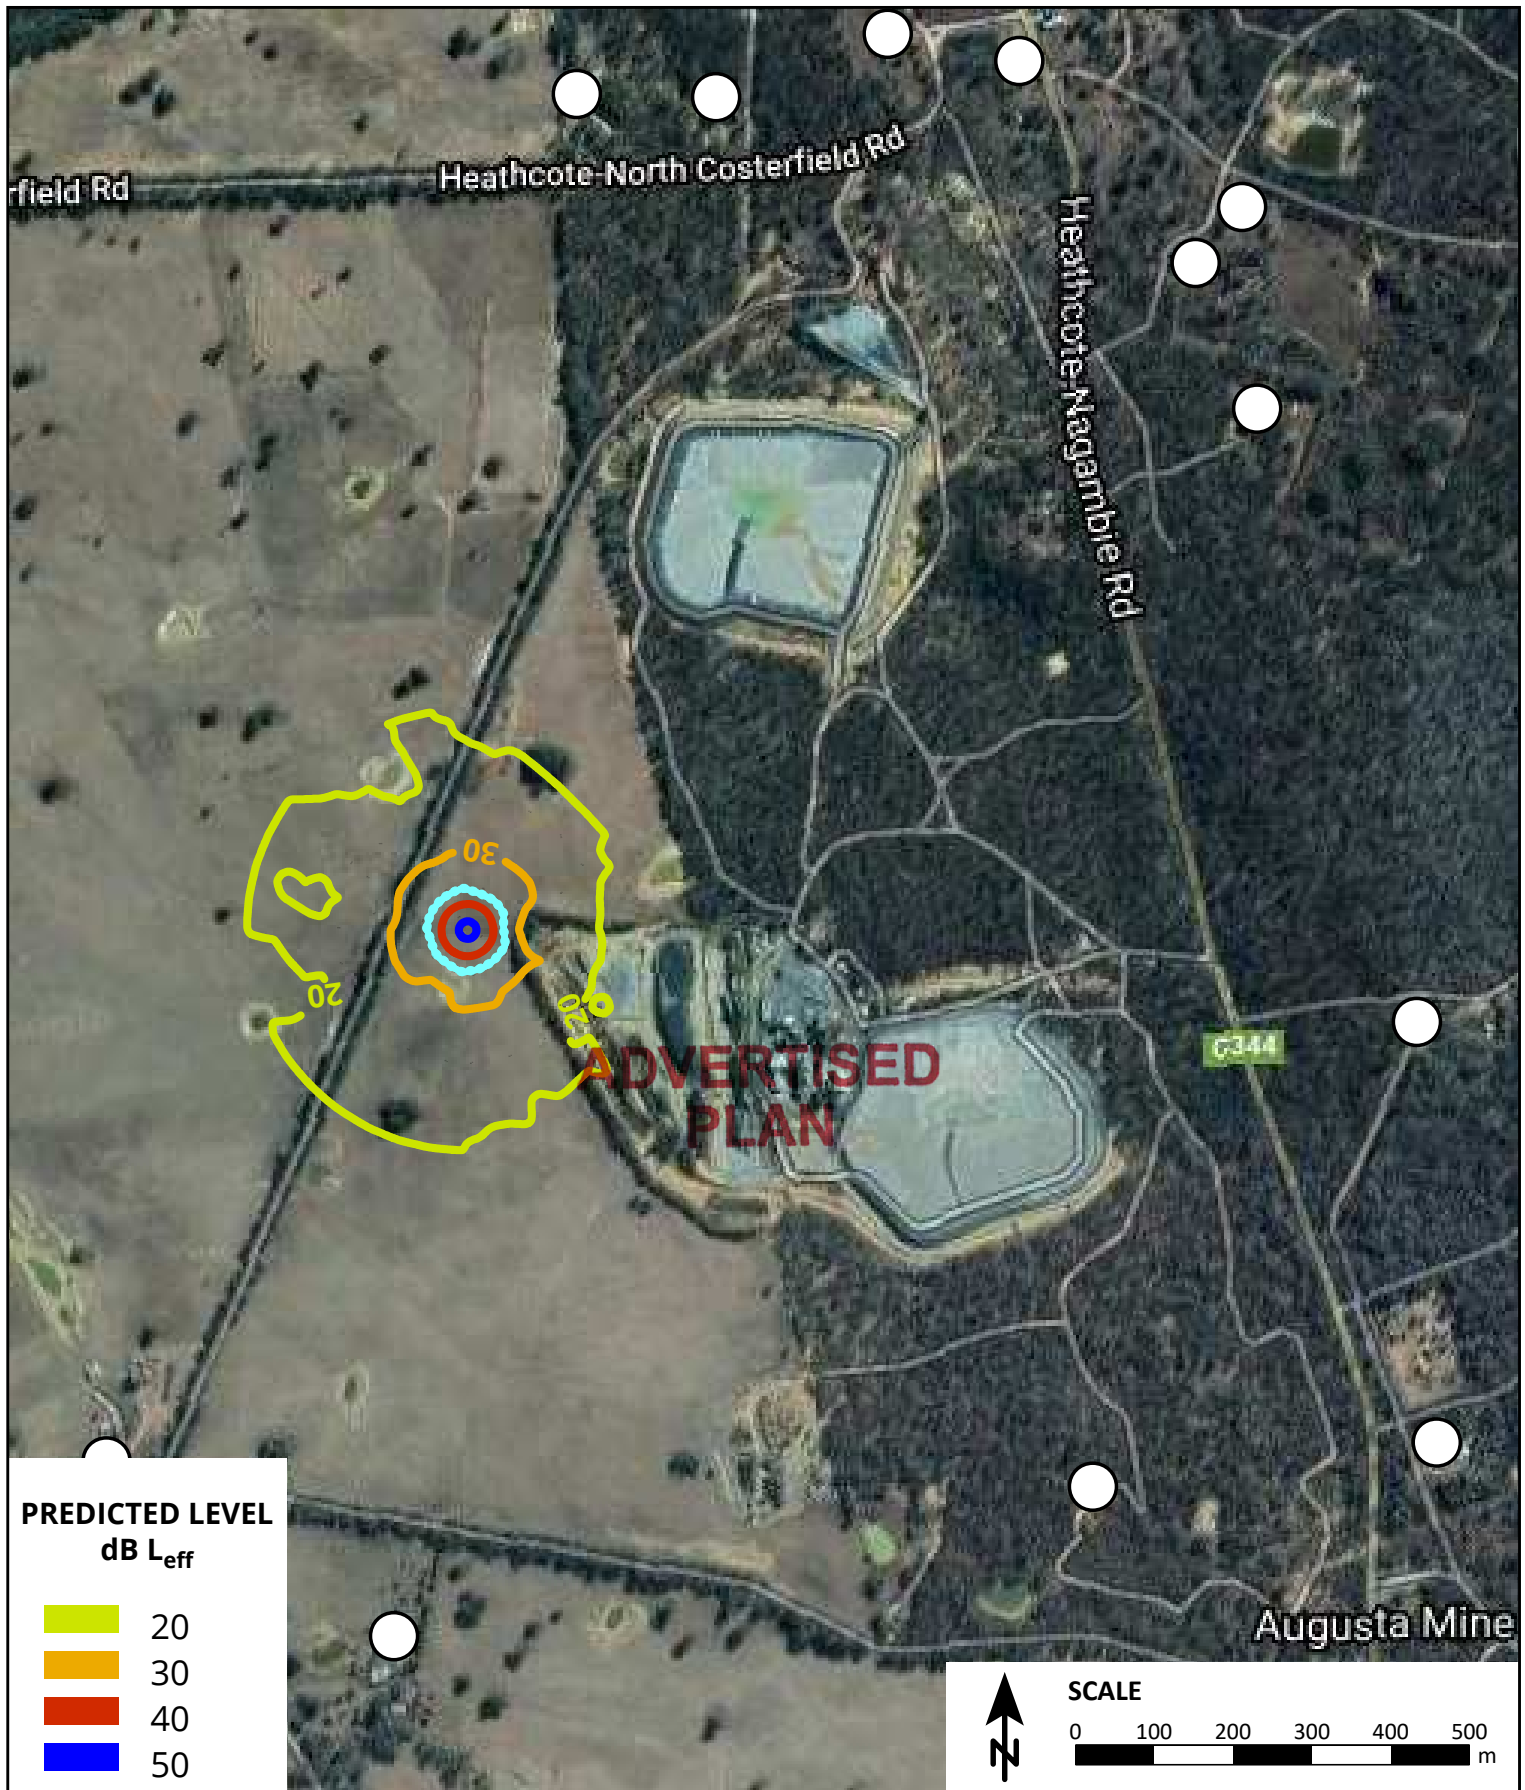 Heathcote-North Costerfield Rd
rfield Rd
Heathcote-Nagambie Rd
30
20
20
C344
ADVERTISED
PLAN
Augusta Mine
PREDICTED LEVEL
dB Leff
20
30
40
50
N
SCALE
0 100 200 300 400 500
m